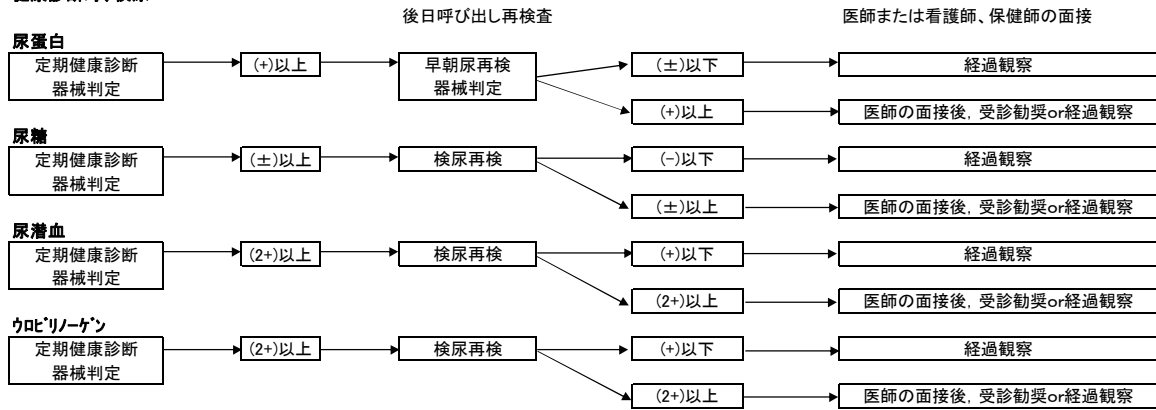 後日呼び出し再検査 医師または看護師、保健師の面接
尿蛋白
定期健康診断 (+)以上 早朝尿再検 (±)以下 経過観察
器械判定 器械判定
(+)以上 医師の面接後, 受診勧奨or経過観察
尿糖
定期健康診断 (±)以上 検尿再検 (-)以下 経過観察
器械判定
(±)以上 医師の面接後, 受診勧奨or経過観察
尿潜血
定期健康診断 (2+)以上 検尿再検 (+)以下 経過観察
器械判定
(2+)以上 医師の面接後, 受診勧奨or経過観察
ウロビリノーゲン
定期健康診断 (2+)以上 検尿再検 (+)以下 経過観察
器械判定
(2+)以上 医師の面接後, 受診勧奨or経過観察